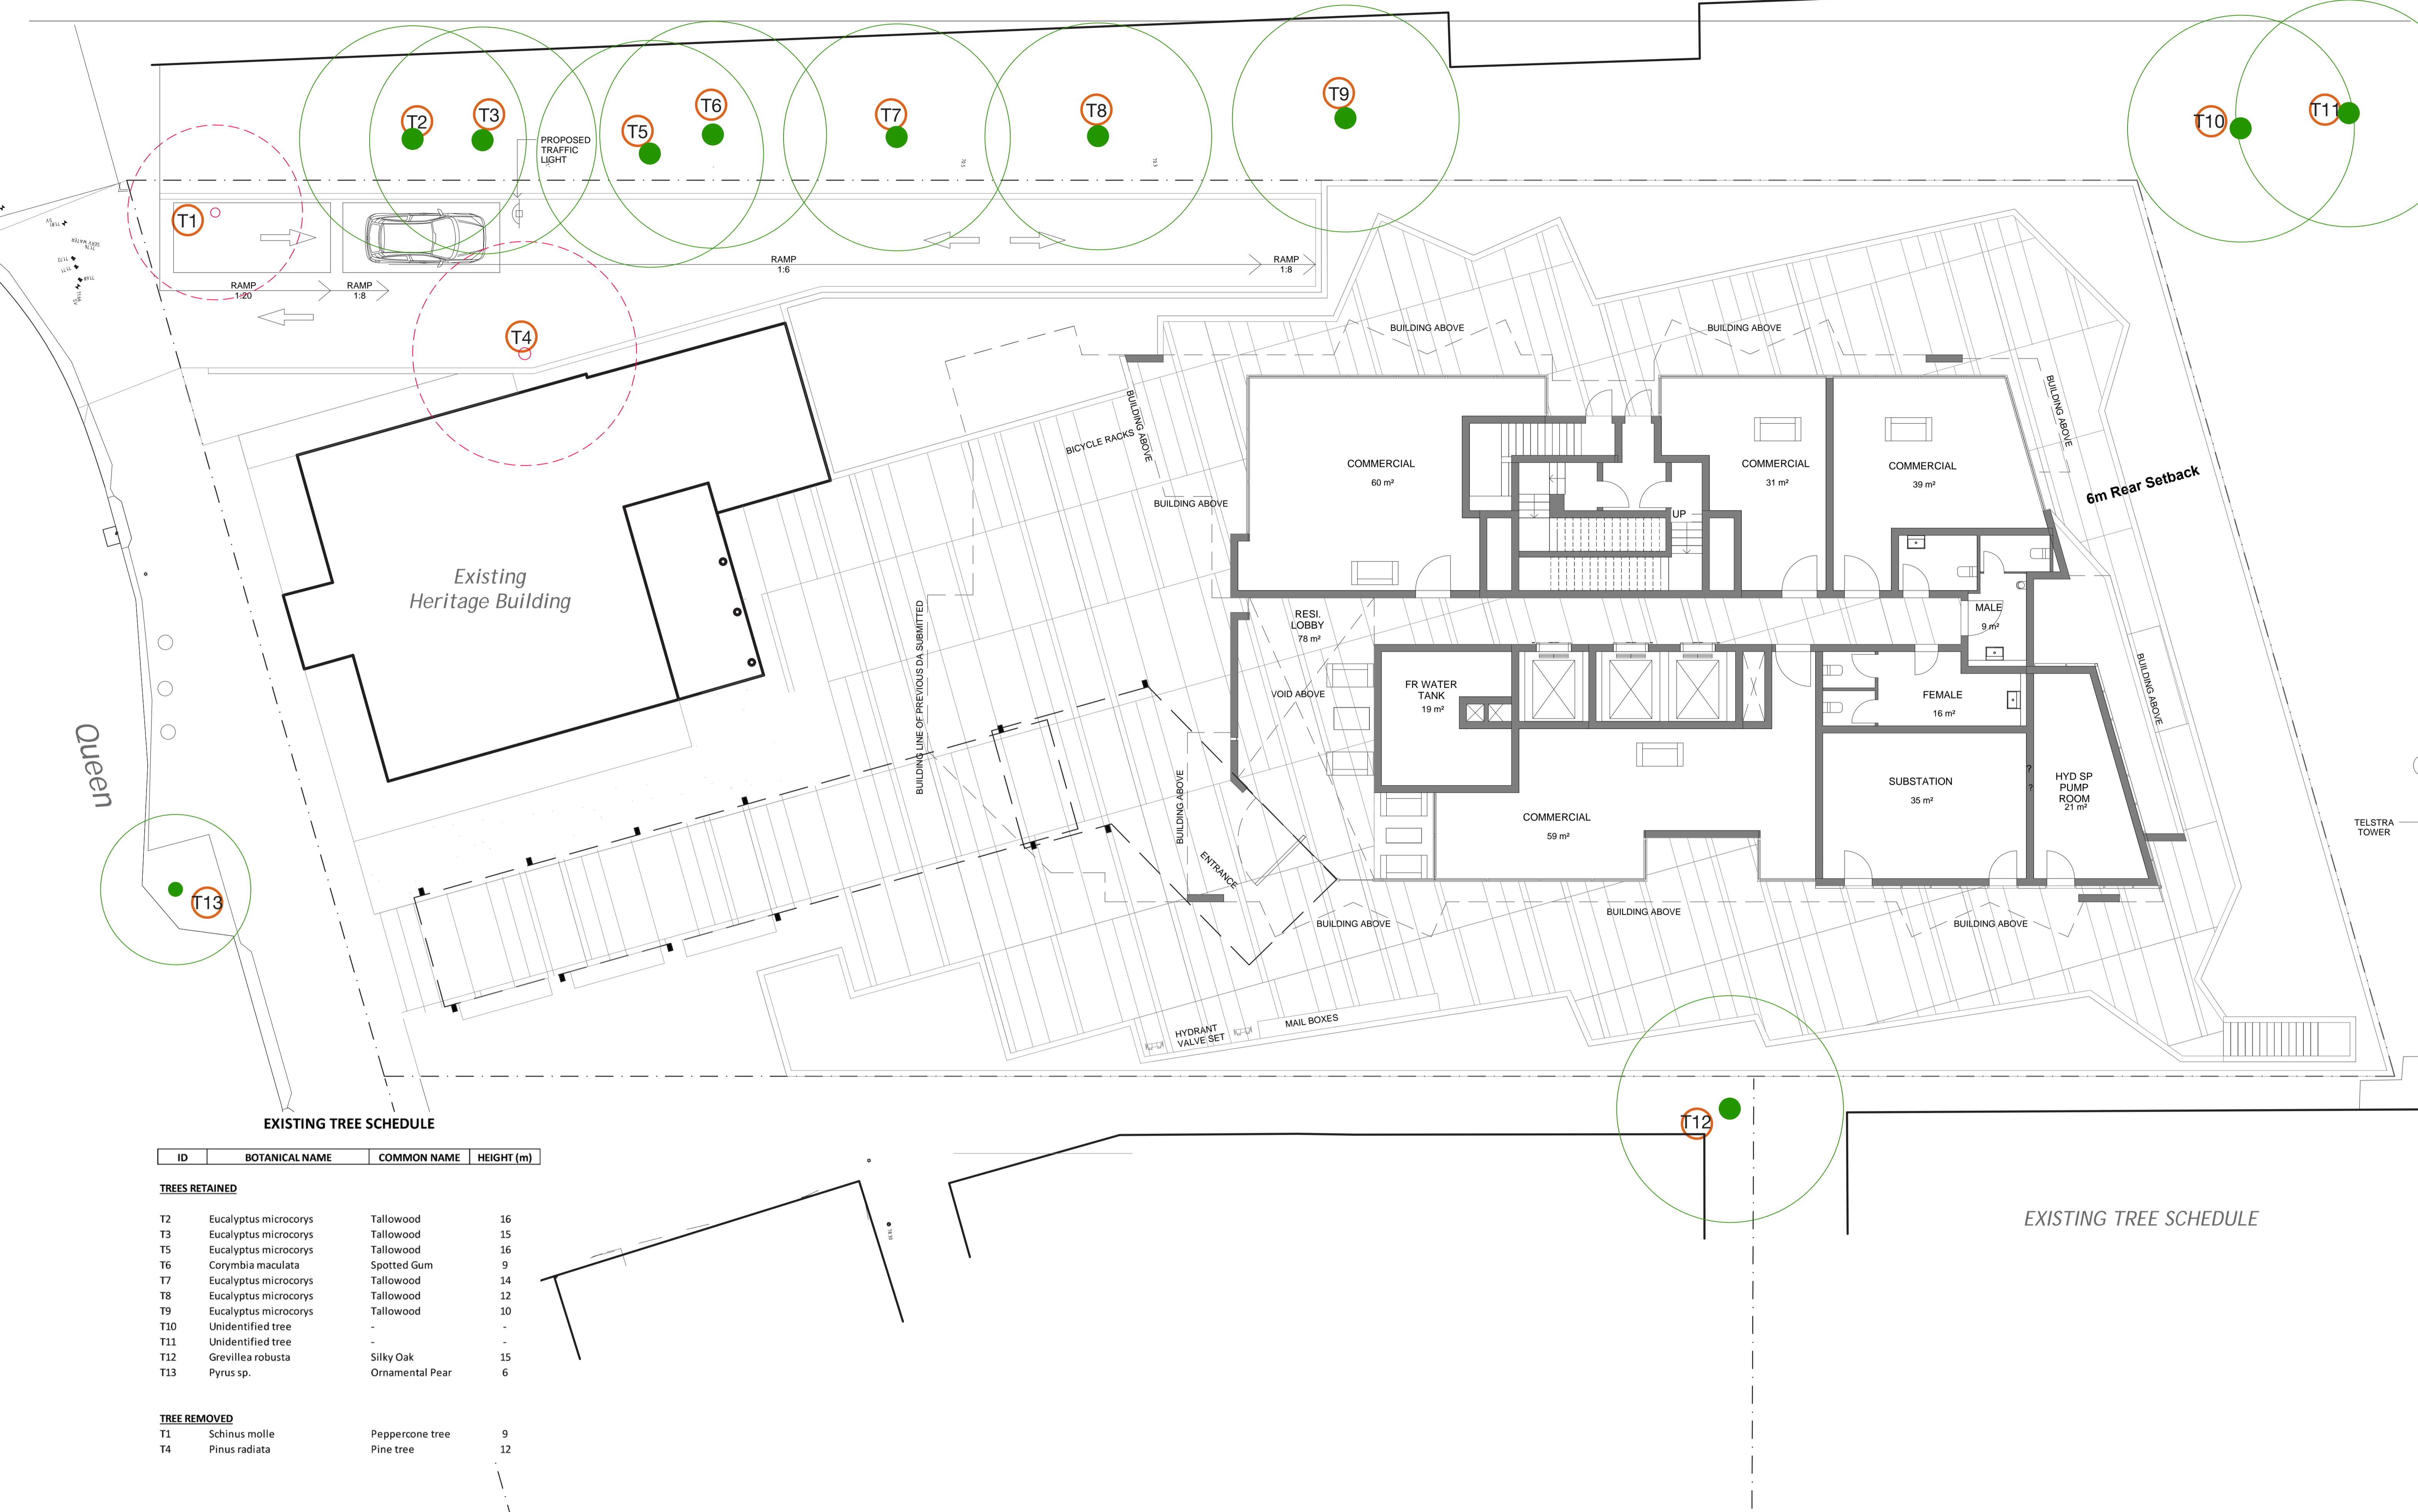 T2
T3
T5
T6
T7
T8
T9
T10
T11
PROPOSED
TRAFFIC
LIGHT
T1
T4
RAMP
1:20
RAMP
1:8
RAMP
1:6
RAMP
1:8
BUILDING ABOVE
BUILDING ABOVE
BUILDING ABOVE
BUILDING ABOVE
BICYCLE RACKS
BUILDING ABOVE
COMMERCIAL
60 m²
COMMERCIAL
31 m²
COMMERCIAL
39 m²
6m Rear Setback
UP
Existing
Heritage Building
BUILDING LINE OF PREVIOUS DA SUBMITTED
RESI.
LOBBY
78 m²
MALE
9 m²
VOID ABOVE
FR WATER
TANK
19 m²
FEMALE
16 m²
BUILDING ABOVE
Queen
BUILDING ABOVE
SUBSTATION
35 m²
?
?
HYD SP
PUMP
ROOM
21 m²
COMMERCIAL
59 m²
TELSTRA
TOWER
ENTRANCE
T13
BUILDING ABOVE
BUILDING ABOVE
BUILDING ABOVE
HYDRANT
VALVE SET
MAIL BOXES
T12
EXISTING TREE SCHEDULE
EXISTING TREE SCHEDULE
ID BOTANICAL NAME COMMON NAME HEIGHT (m)
TREES RETAINED
T2 Eucalyptus microcorys Tallowood 16
T3 Eucalyptus microcorys Tallowood 15
T5 Eucalyptus microcorys Tallowood 16
T6 Corymbia maculata Spotted Gum 9
T7 Eucalyptus microcorys Tallowood 14
T8 Eucalyptus microcorys Tallowood 12
T9 Eucalyptus microcorys Tallowood 10
T10 Unidentified tree - -
T11 Unidentified tree - -
T12 Grevillea robusta Silky Oak 15
T13 Pyrus sp. Ornamental Pear 6
TREE REMOVED
T1 Schinus molle Peppercone tree 9
T4 Pinus radiata Pine tree 12